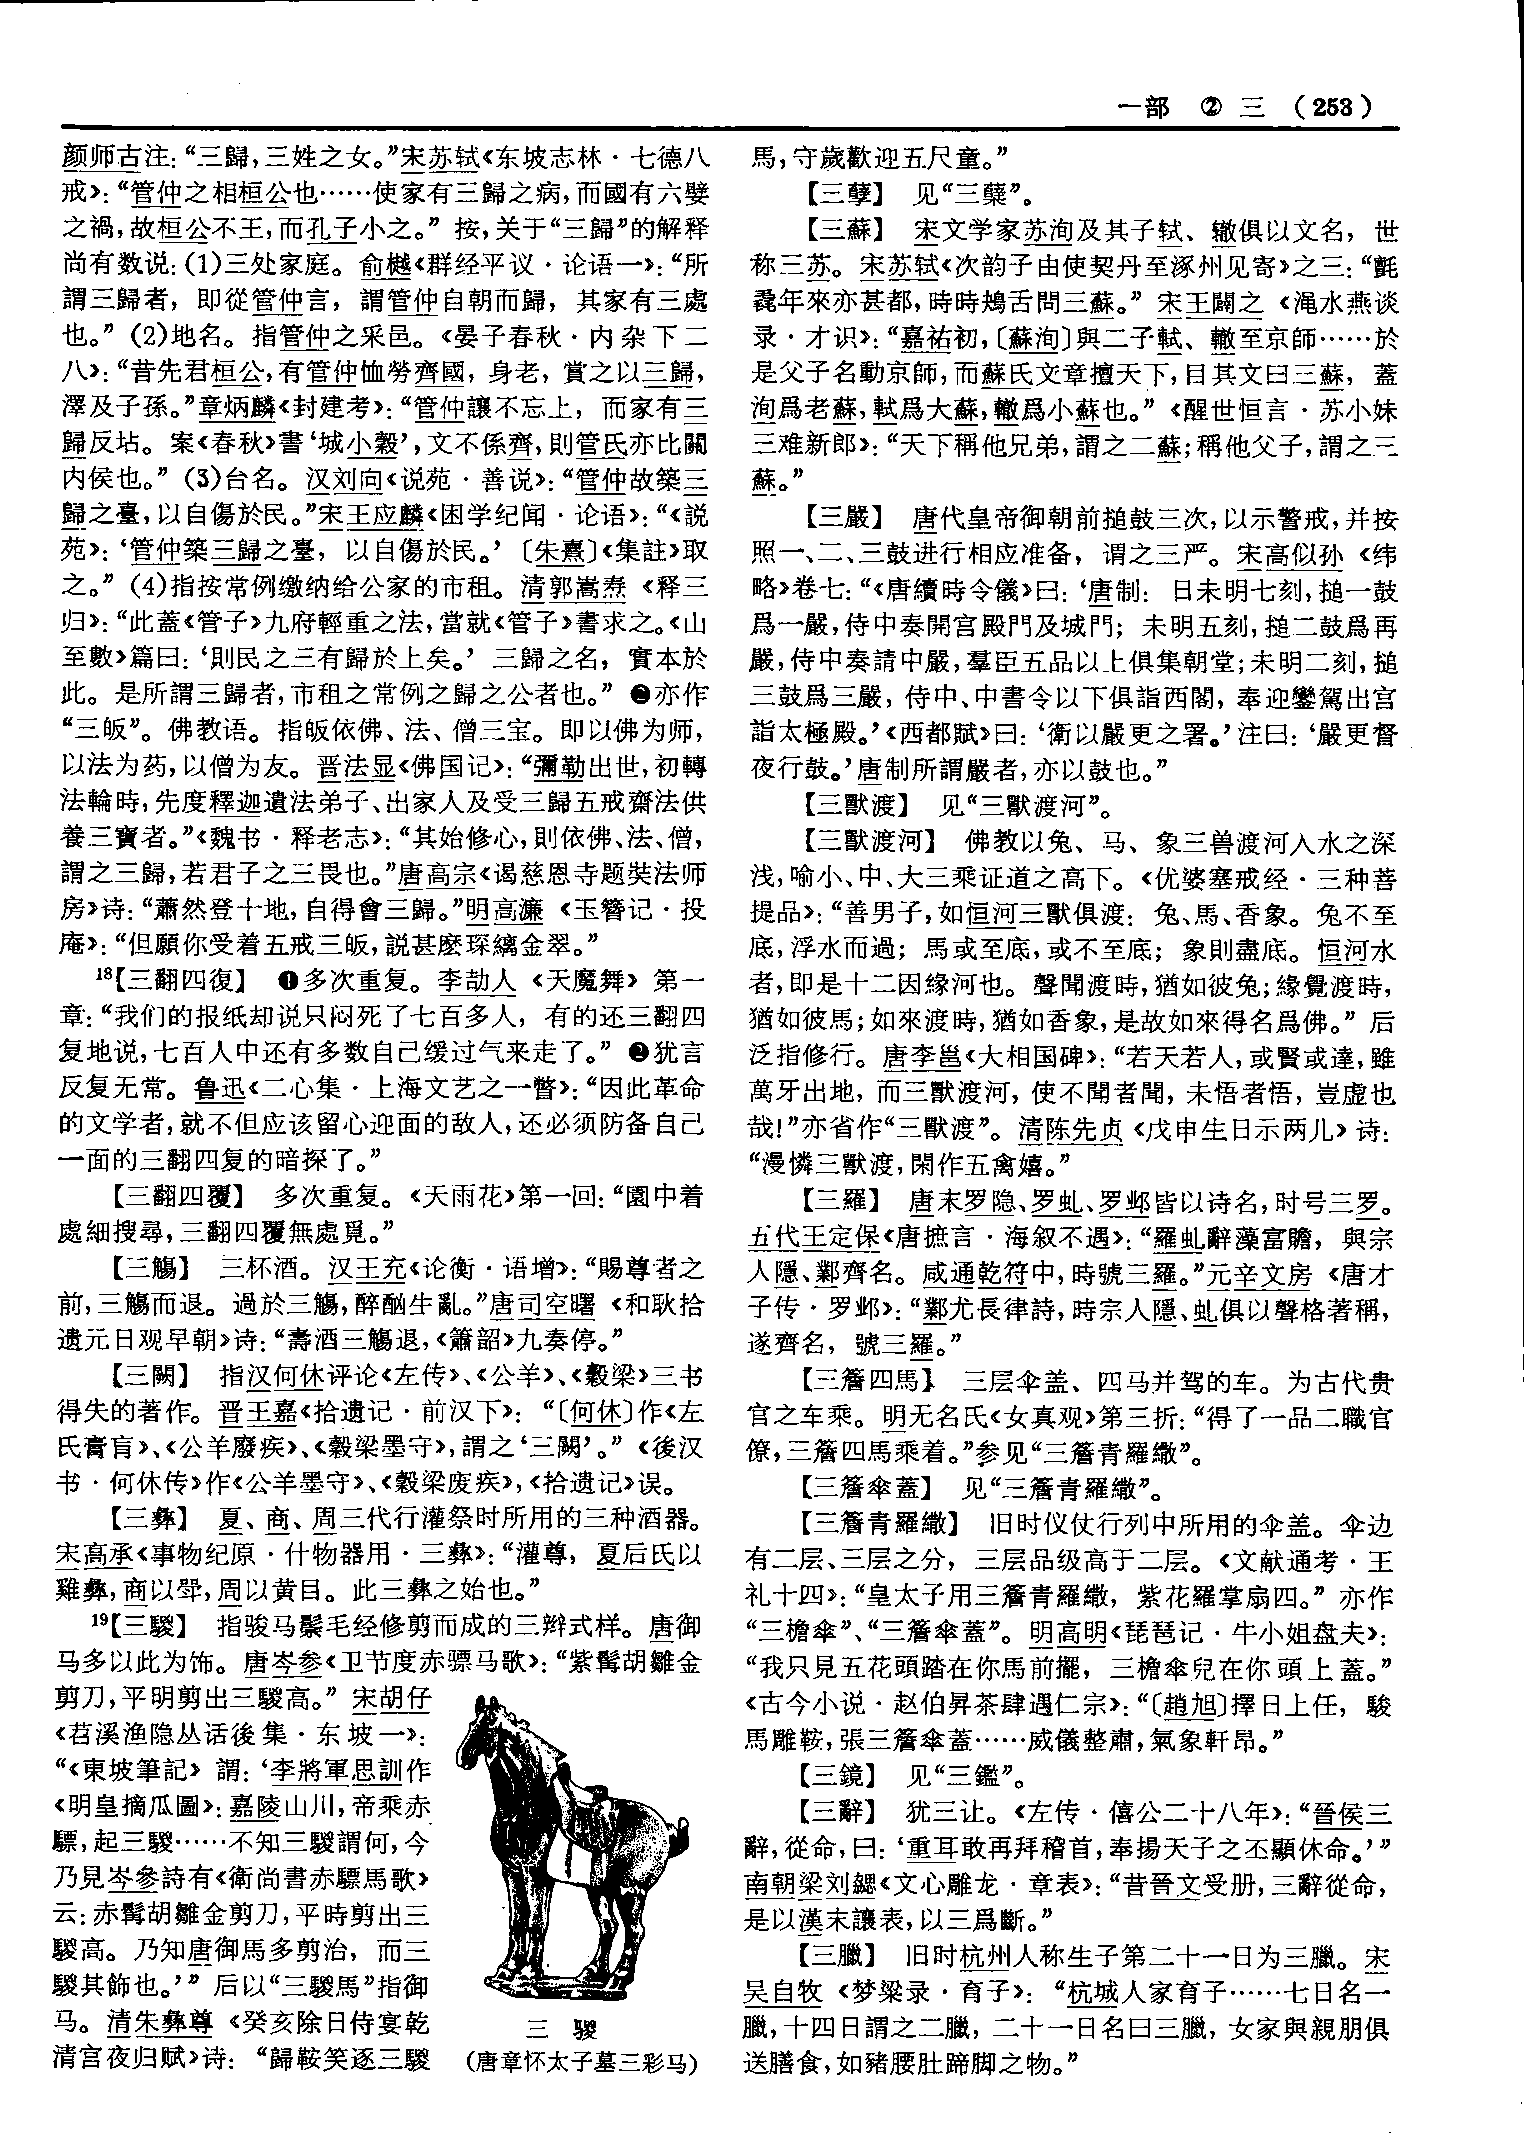 一部　②　三　（253）
颜师古注：“三歸，三姓之女。”宋苏轼《东坡志林·七德八
戒》：“管仲之相桓公也……使家有三歸之病，而國有六嬖
之禍，故桓公不王，而孔子小之。”按，关于“三歸”的解释
尚有数说：(1)三处家庭。俞樾《群经平议·论语一》：“所
謂三歸者，即從管仲言，謂管仲自朝而歸，其家有三處
也。”(2)地名。指管仲之采邑。《晏子春秋·内杂下二
八》：“昔先君桓公，有管仲恤勞齊國，身老，賞之以三歸，
澤及子孫。”章炳麟《封建考》：“管仲讓不忘上，而家有三
歸反坫。案《春秋》書‘城小穀’，文不係齊，則管氏亦比關
内侯也。”(3)台名。汉刘向《说苑·善说》：“管仲故築三
歸之臺，以自傷於民。”宋王应麟《困学纪闻·论语》：“《説
苑》：‘管仲築三歸之臺，以自傷於民。’〔朱熹〕《集註》取
之。”(4)指按常例缴纳给公家的市租。清郭嵩焘《释三
归》：“此蓋《管子》九府輕重之法，當就《管子》書求之。《山
至數》篇曰：‘則民之三有歸於上矣。’三歸之名，實本於
此。是所謂三歸者，市租之常例之歸之公者也。”❷亦作
“三皈”。佛教语。指皈依佛、法、僧三宝。即以佛为师，
以法为药，以僧为友。晋法显《佛国记》：“彌勒出世，初轉
法輪時，先度釋迦遺法弟子、出家人及受三歸五戒齋法供
養三寶者。”《魏书·释老志》：“其始修心，則依佛、法、僧，
謂之三歸，若君子之三畏也。”唐高宗《谒慈恩寺题奘法师
房》诗：“蕭然登十地，自得會三歸。”明高濂《玉簪记·投
庵》：“但願你受着五戒三皈，説甚麽琛縭金翠。”
18【三翻四復】　❶多次重复。李劼人《天魔舞》第一
章：“我们的报纸却说只闷死了七百多人，有的还三翻四
复地说，七百人中还有多数自己缓过气来走了。”❷犹言
反复无常。鲁迅《二心集·上海文艺之一瞥》：“因此革命
的文学者，就不但应该留心迎面的敌人，还必须防备自己
一面的三翻四复的暗探了。”
【三翻四覆】　多次重复。《天雨花》第一回：“園中着
處細搜尋，三翻四覆無處覓。”
【三觴】　三杯酒。汉王充《论衡·语增》：“賜尊者之
前，三觴而退。過於三觴，醉酗生亂。”唐司空曙《和耿拾
遗元日观早朝》诗：“壽酒三觴退，《簫韶》九奏停。”
【三闕】　指汉何休评论《左传》、《公羊》、《穀梁》三书
得失的著作。晋王嘉《拾遗记·前汉下》：“〔何休〕作《左
氏膏肓》、《公羊廢疾》、《穀梁墨守》，謂之‘三闕’。”《後汉
书·何休传》作《公羊墨守》、《穀梁废疾》，《拾遗记》误。
【三彝】　夏、商、周三代行灌祭时所用的三种酒器。
宋高承《事物纪原·什物器用·三彝》：“灌尊，夏后氏以
雞彝，商以斝，周以黄目。此三彝之始也。”
19【三騣】　指骏马鬃毛经修剪而成的三辫式样。唐御
马多以此为饰。唐岑参《卫节度赤骠马歌》：“紫髯胡雛金
剪刀，平明剪出三騣高。”宋胡仔
《苕溪渔隐丛话後集·东坡一》：
“《東坡筆記》謂：‘李將軍思訓作
《明皇摘瓜圖》：嘉陵山川，帝乘赤
驃，起三騣……不知三騣謂何，今
乃見岑參詩有《衛尚書赤驃馬歌》
云：赤髯胡雛金剪刀，平時剪出三
騣高。乃知唐御馬多剪治，而三
騣其飾也。’”后以“三騣馬”指御
马。清朱彝尊《癸亥除日侍宴乾
清宫夜归赋》诗：“歸鞍笑逐三騣
三　騣
(唐章怀太子墓三彩马)
馬，守歲歡迎五尺童。”
【三孽】　见“三蘖”。
【三蘇】　宋文学家苏洵及其子轼、辙俱以文名，世
称三苏。宋苏轼《次韵子由使契丹至涿州见寄》之三：“氈
毳年來亦甚都，時時鴂舌問三蘇。”宋王闢之《渑水燕谈
录·才识》：“嘉祐初，〔蘇洵〕與二子軾、轍至京師……於
是父子名動京師，而蘇氏文章擅天下，目其文曰三蘇，蓋
洵爲老蘇，軾爲大蘇，轍爲小蘇也。”《醒世恒言·苏小妹
三难新郎》：“天下稱他兄弟，謂之二蘇；稱他父子，謂之三
蘇。”
【三嚴】　唐代皇帝御朝前搥鼓三次，以示警戒，并按
照一、二、三鼓进行相应准备，谓之三严。宋高似孙《纬
略》卷七：“《唐續時令儀》曰：‘唐制：日未明七刻，搥一鼓
爲一嚴，侍中奏開宫殿門及城門；未明五刻，搥二鼓爲再
嚴，侍中奏請中嚴，羣臣五品以上俱集朝堂；未明二刻，搥
三鼓爲三嚴，侍中、中書令以下俱詣西閣，奉迎鑾駕出宫
詣太極殿。’《西都賦》曰：‘衛以嚴更之署。’注曰：‘嚴更督
夜行鼓。’唐制所謂嚴者，亦以鼓也。”
【三獸渡】　见“三獸渡河”。
【三獸渡河】　佛教以兔、马、象三兽渡河入水之深
浅，喻小、中、大三乘证道之高下。《优婆塞戒经·三种菩
提品》：“善男子，如恒河三獸俱渡：兔、馬、香象。兔不至
底，浮水而過；馬或至底，或不至底；象則盡底。恒河水
者，即是十二因緣河也。聲聞渡時，猶如彼兔；緣覺渡時，
猶如彼馬；如來渡時，猶如香象，是故如來得名爲佛。”后
泛指修行。唐李邕《大相国碑》：“若天若人，或賢或達，雖
萬牙出地，而三獸渡河，使不聞者聞，未悟者悟，豈虚也
哉！”亦省作“三獸渡”。清陈先贞《戊申生日示两儿》诗：
“漫憐三獸渡，閑作五禽嬉。”
【三羅】　唐末罗隐、罗虬、罗邺皆以诗名，时号三罗。
五代王定保《唐摭言·海叙不遇》：“羅虬辭藻富贍，與宗
人隱、鄴齊名。咸通乾符中，時號三羅。”元辛文房《唐才
子传·罗邺》：“鄴尤長律詩，時宗人隱、虬俱以聲格著稱，
遂齊名，號三羅。”
【三簷四馬】　三层伞盖、四马并驾的车。为古代贵
官之车乘。明无名氏《女真观》第三折：“得了一品二職官
僚，三簷四馬乘着。”参见“三簷青羅繖”。
【三簷傘蓋】　见“三簷青羅繖”。
【三簷青羅繖】　旧时仪仗行列中所用的伞盖。伞边
有二层、三层之分，三层品级高于二层。《文献通考·王
礼十四》：“皇太子用三簷青羅繖，紫花羅掌扇四。”亦作
“三檐傘”、“三簷傘蓋”。明高明《琵琶记·牛小姐盘夫》：
“我只見五花頭踏在你馬前擺，三檐傘兒在你頭上蓋。”
《古今小说·赵伯昇茶肆遇仁宗》：“〔趙旭〕擇日上任，駿
馬雕鞍，張三簷傘蓋……威儀整肅，氣象軒昂。”
【三鏡】　见“三鑑”。
【三辭】　犹三让。《左传·僖公二十八年》：“晉侯三
辭，從命，曰：‘重耳敢再拜稽首，奉揚天子之丕顯休命。’”
南朝梁刘勰《文心雕龙·章表》：“昔晉文受册，三辭從命，
是以漢末讓表，以三爲斷。”
【三臘】　旧时杭州人称生子第二十一日为三臘。宋
吴自牧《梦粱录·育子》：“杭城人家育子……七日名一
臘，十四日謂之二臘，二十一日名曰三臘，女家與親朋俱
送膳食，如豬腰肚蹄脚之物。”